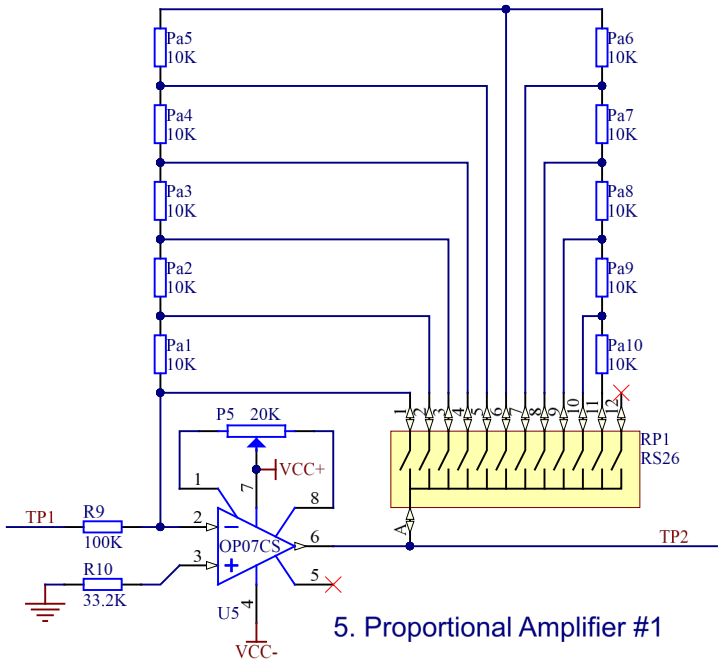 Pa5
10K
Pa6
10K
Pa4
10K
Pa7
10K
Pa3
10K
Pa8
10K
Pa2
10K
Pa9
10K
Pa1
10K
Pa10
10K
1 2 3 4 5 6 7 8 9 10 11 12
RP1
RS26
A
P5 20K
VCC+
1
7
8
TP1
R9
100K
2
OP07CS
6
TP2
3
R10
33.2K
5
4
U5
VCC-
5. Proportional Amplifier #1